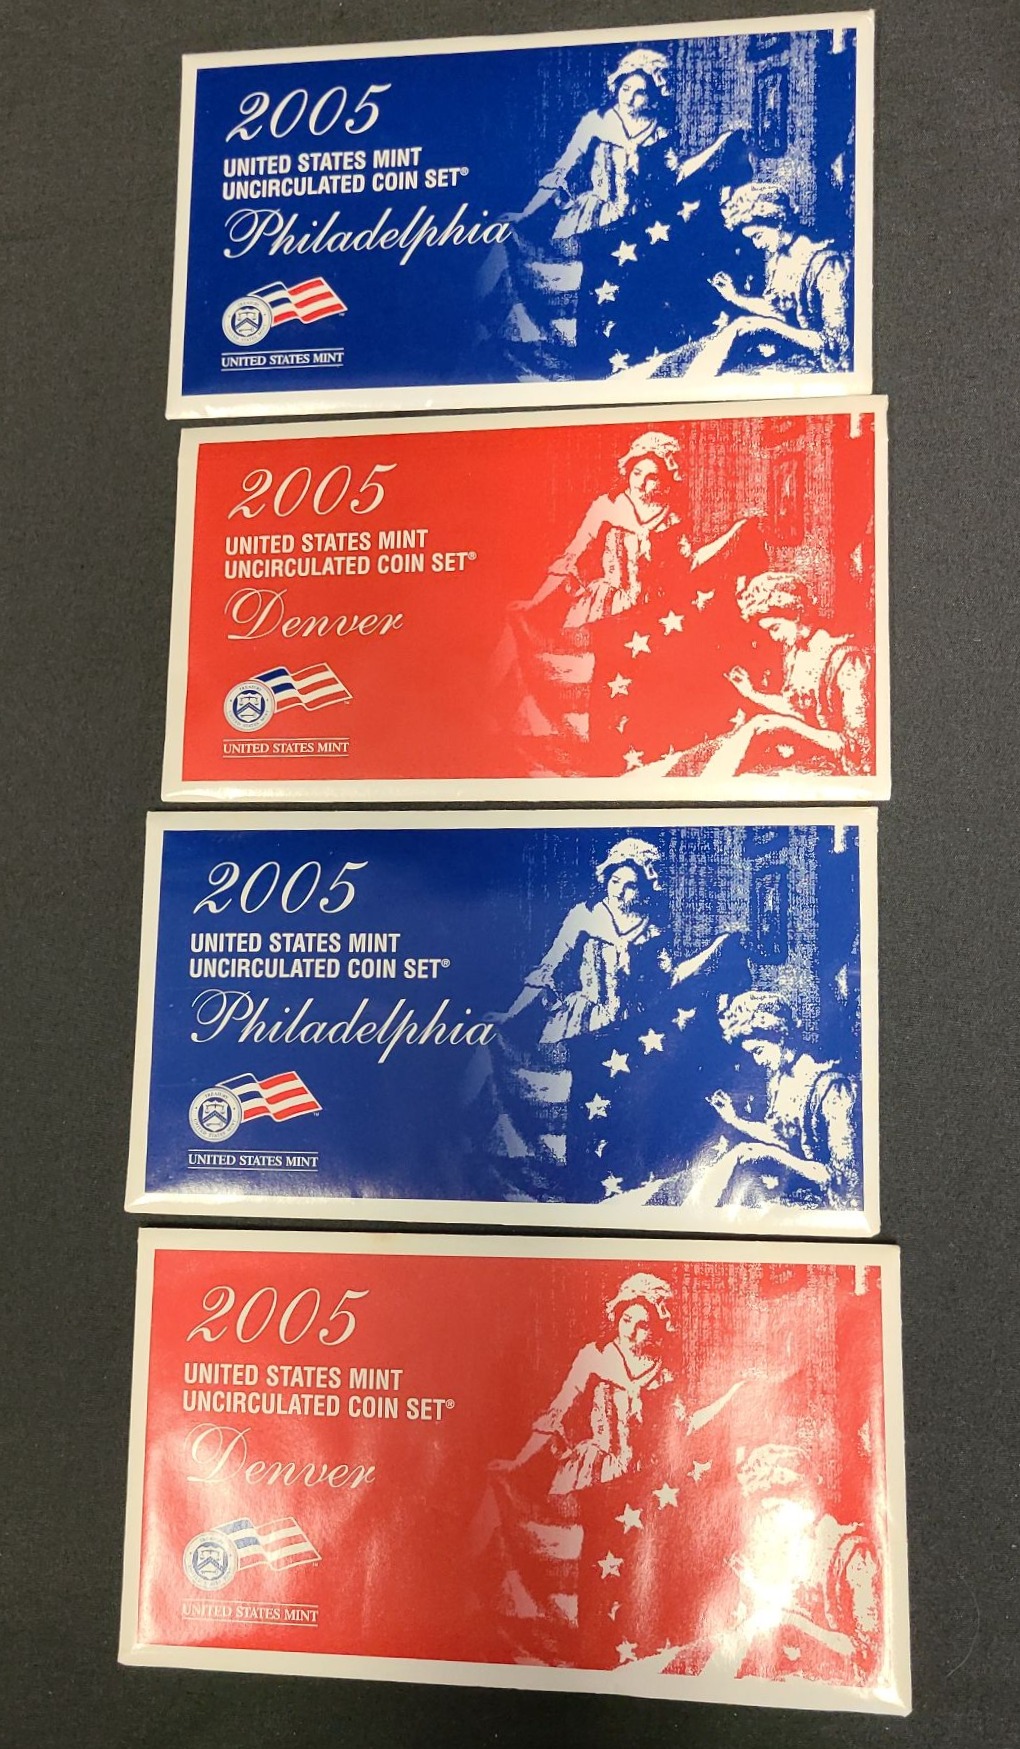 2005
UNITED STATES MINT
UNCIRCULATED COIN SET®
Philadelphia
UNITED STATES MINT
2005
UNITED STATES MINT
UNCIRCULATED COIN SET®
Denver
UNITED STATES MINT
2005
UNITED STATES MINT
UNCIRCULATED COIN SET®
Philadelphia
UNITED STATES MINT
2005
UNITED STATES MINT
UNCIRCULATED COIN SET®
Denver
UNITED STATES MINT